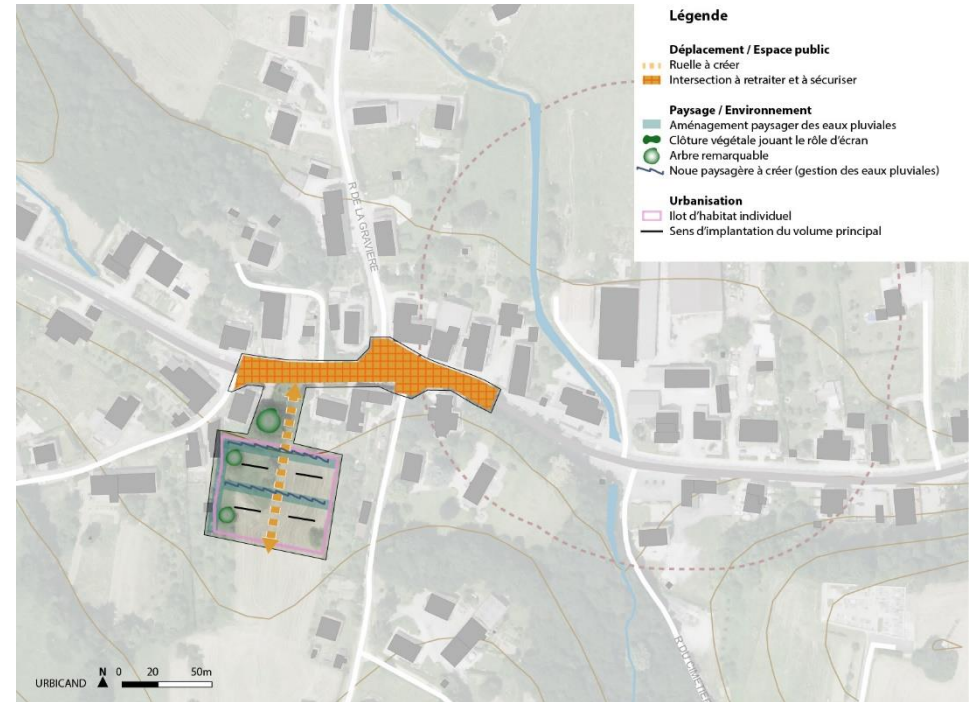 Légende
Déplacement / Espace public
Ruelle à créer
Intersection à retraiter et à sécuriser
Paysage / Environnement
Aménagement paysager des eaux pluviales
Clôture végétale jouant le rôle d'écran
Arbre remarquable
Noue paysagère à créer (gestion des eaux pluviales)
Urbanisation
Ilot d'habitat individuel
Sens d'implantation du volume principal
R DE LA GRAVIERE
R DU CIMETIERE
URBICAND
N 0 20 50m